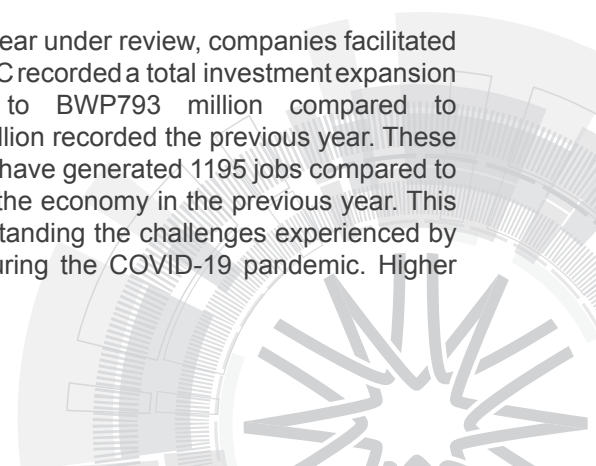 ear under review, companies facilitated
C recorded a total investment expansion
to BWP793 million compared to
llion recorded the previous year. These
have generated 1195 jobs compared to
the economy in the previous year. This
tanding the challenges experienced by
uring the COVID-19 pandemic. Higher